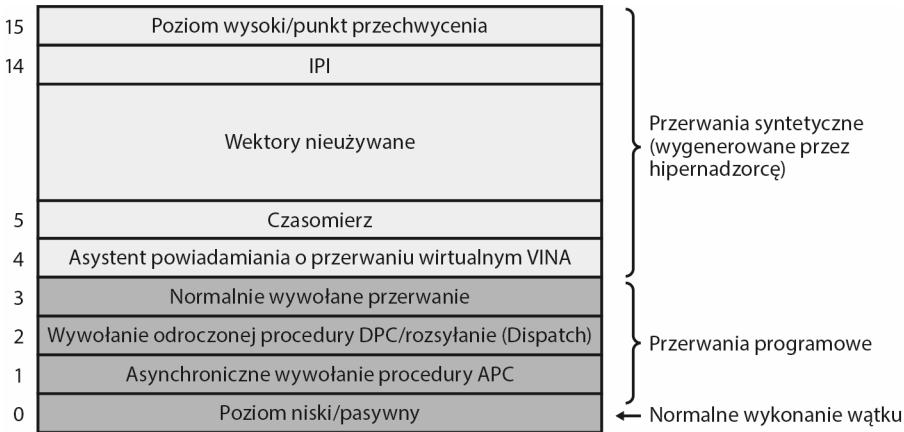 15 Poziom wysoki/punkt przechwycenia
14 IPI
Wektory nieużywane
Przerwania syntetyczne
(wygenerowane przez
hipernadzorcę)
5 Czasomierz
4 Asystent powiadamiania o przerwaniu wirtualnym VINA
3 Normalnie wywołane przerwanie
2 Wywołanie odroczonej procedury DPC/rozsyłanie (Dispatch)
Przerwania programowe
1 Asynchroniczne wywołanie procedury APC
0 Poziom niski/pasywny
Normalne wykonanie wątku